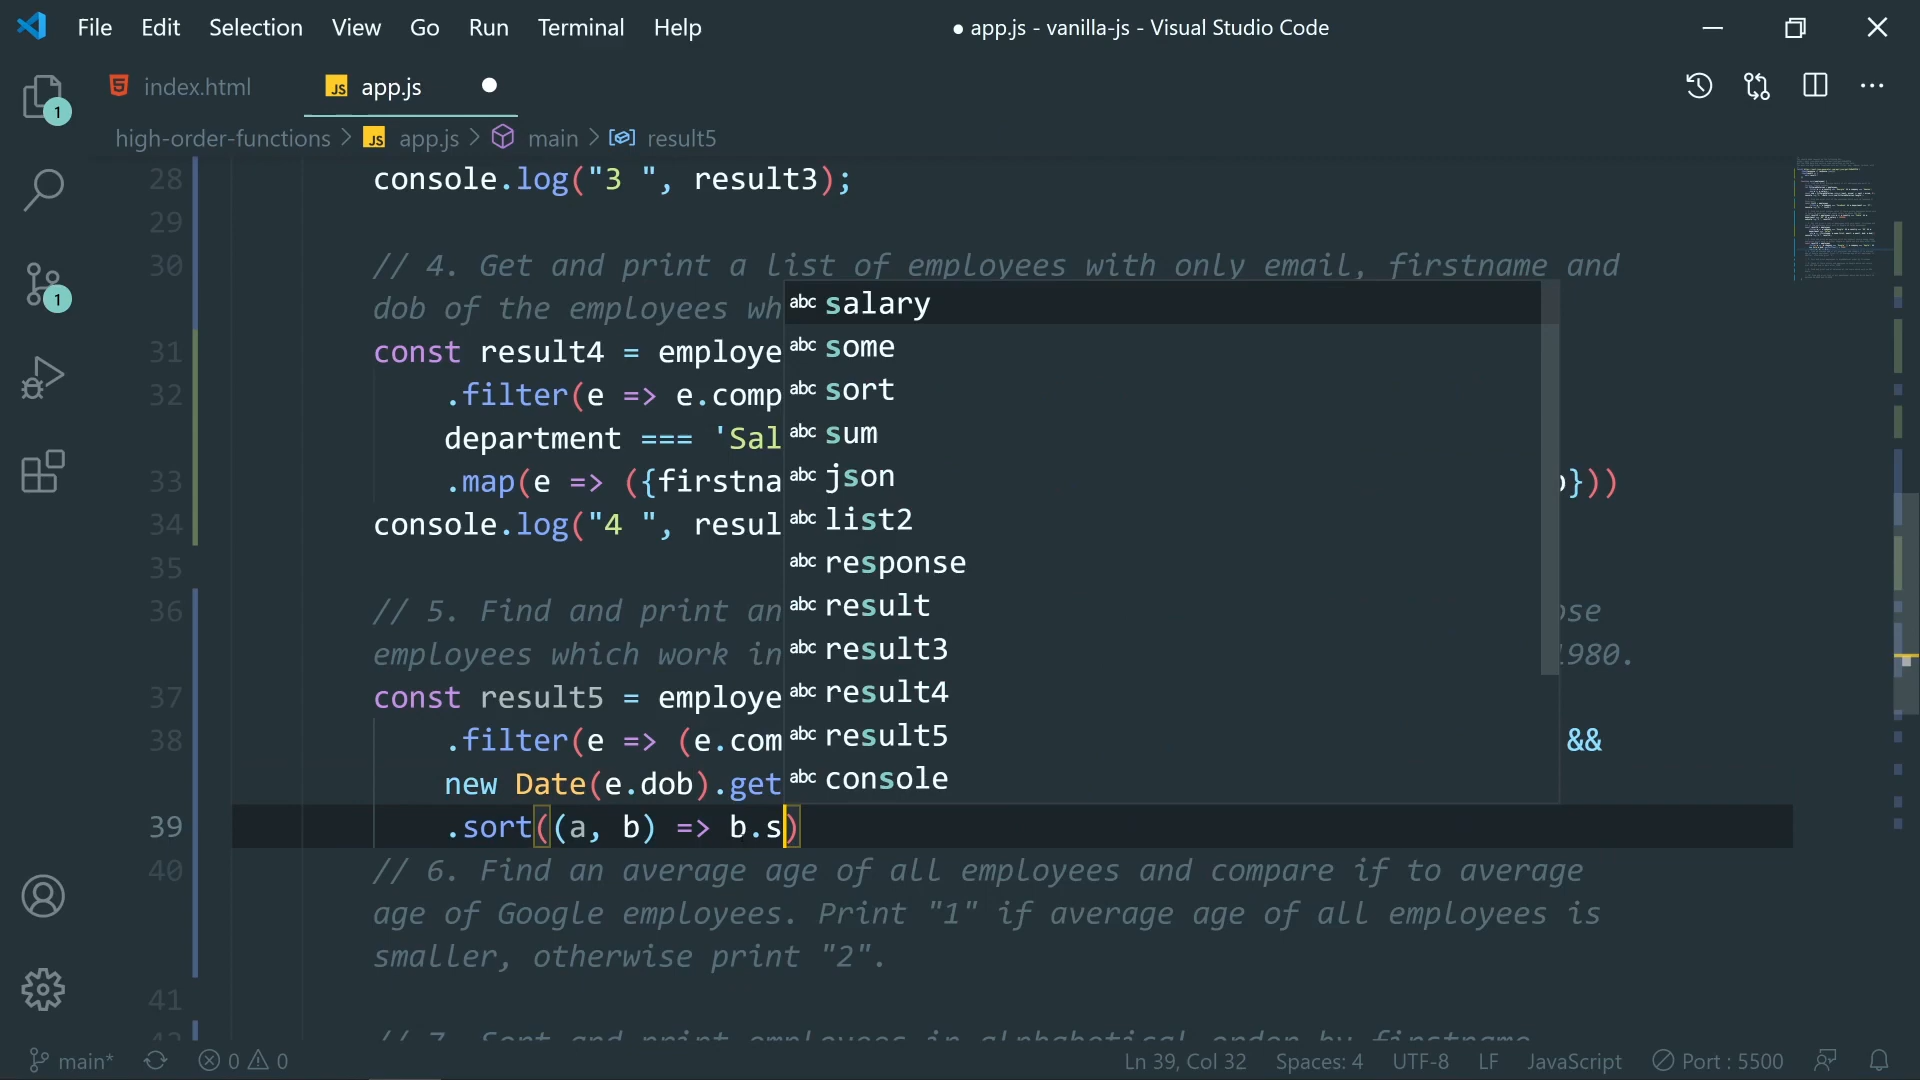 File Edit Selection View Go Run Terminal Help
● app.js - vanilla-js - Visual Studio Code
index.html
JS app.js
high-order-functions > JS app.js > main > result5
28 console.log("3 ", result3);
29
30 // 4. Get and print a list of employees with only email, firstname and
dob of the employees wh
31 const result4 = employe
32 .filter(e => e.comp
department === 'Sal
33 .map(e => ({firstna }))
34 console.log("4 ", resul
35
36 // 5. Find and print an
employees which work in 1980.
37 const result5 = employe
38 .filter(e => (e.com &&
new Date(e.dob).get
39 .sort((a, b) => b.s)
abc salary
abc some
abc sort
abc sum
abc json
abc list2
abc response
abc result
abc result3
abc result4
abc result5
abc console
40 // 6. Find an average age of all employees and compare if to average
age of Google employees. Print "1" if average age of all employees is
smaller, otherwise print "2".
41
// 7. Sort and print employees in alphabetical order by firstname
1
1
main* 0 0 Ln 39, Col 32 Spaces: 4 UTF-8 LF JavaScript Port : 5500